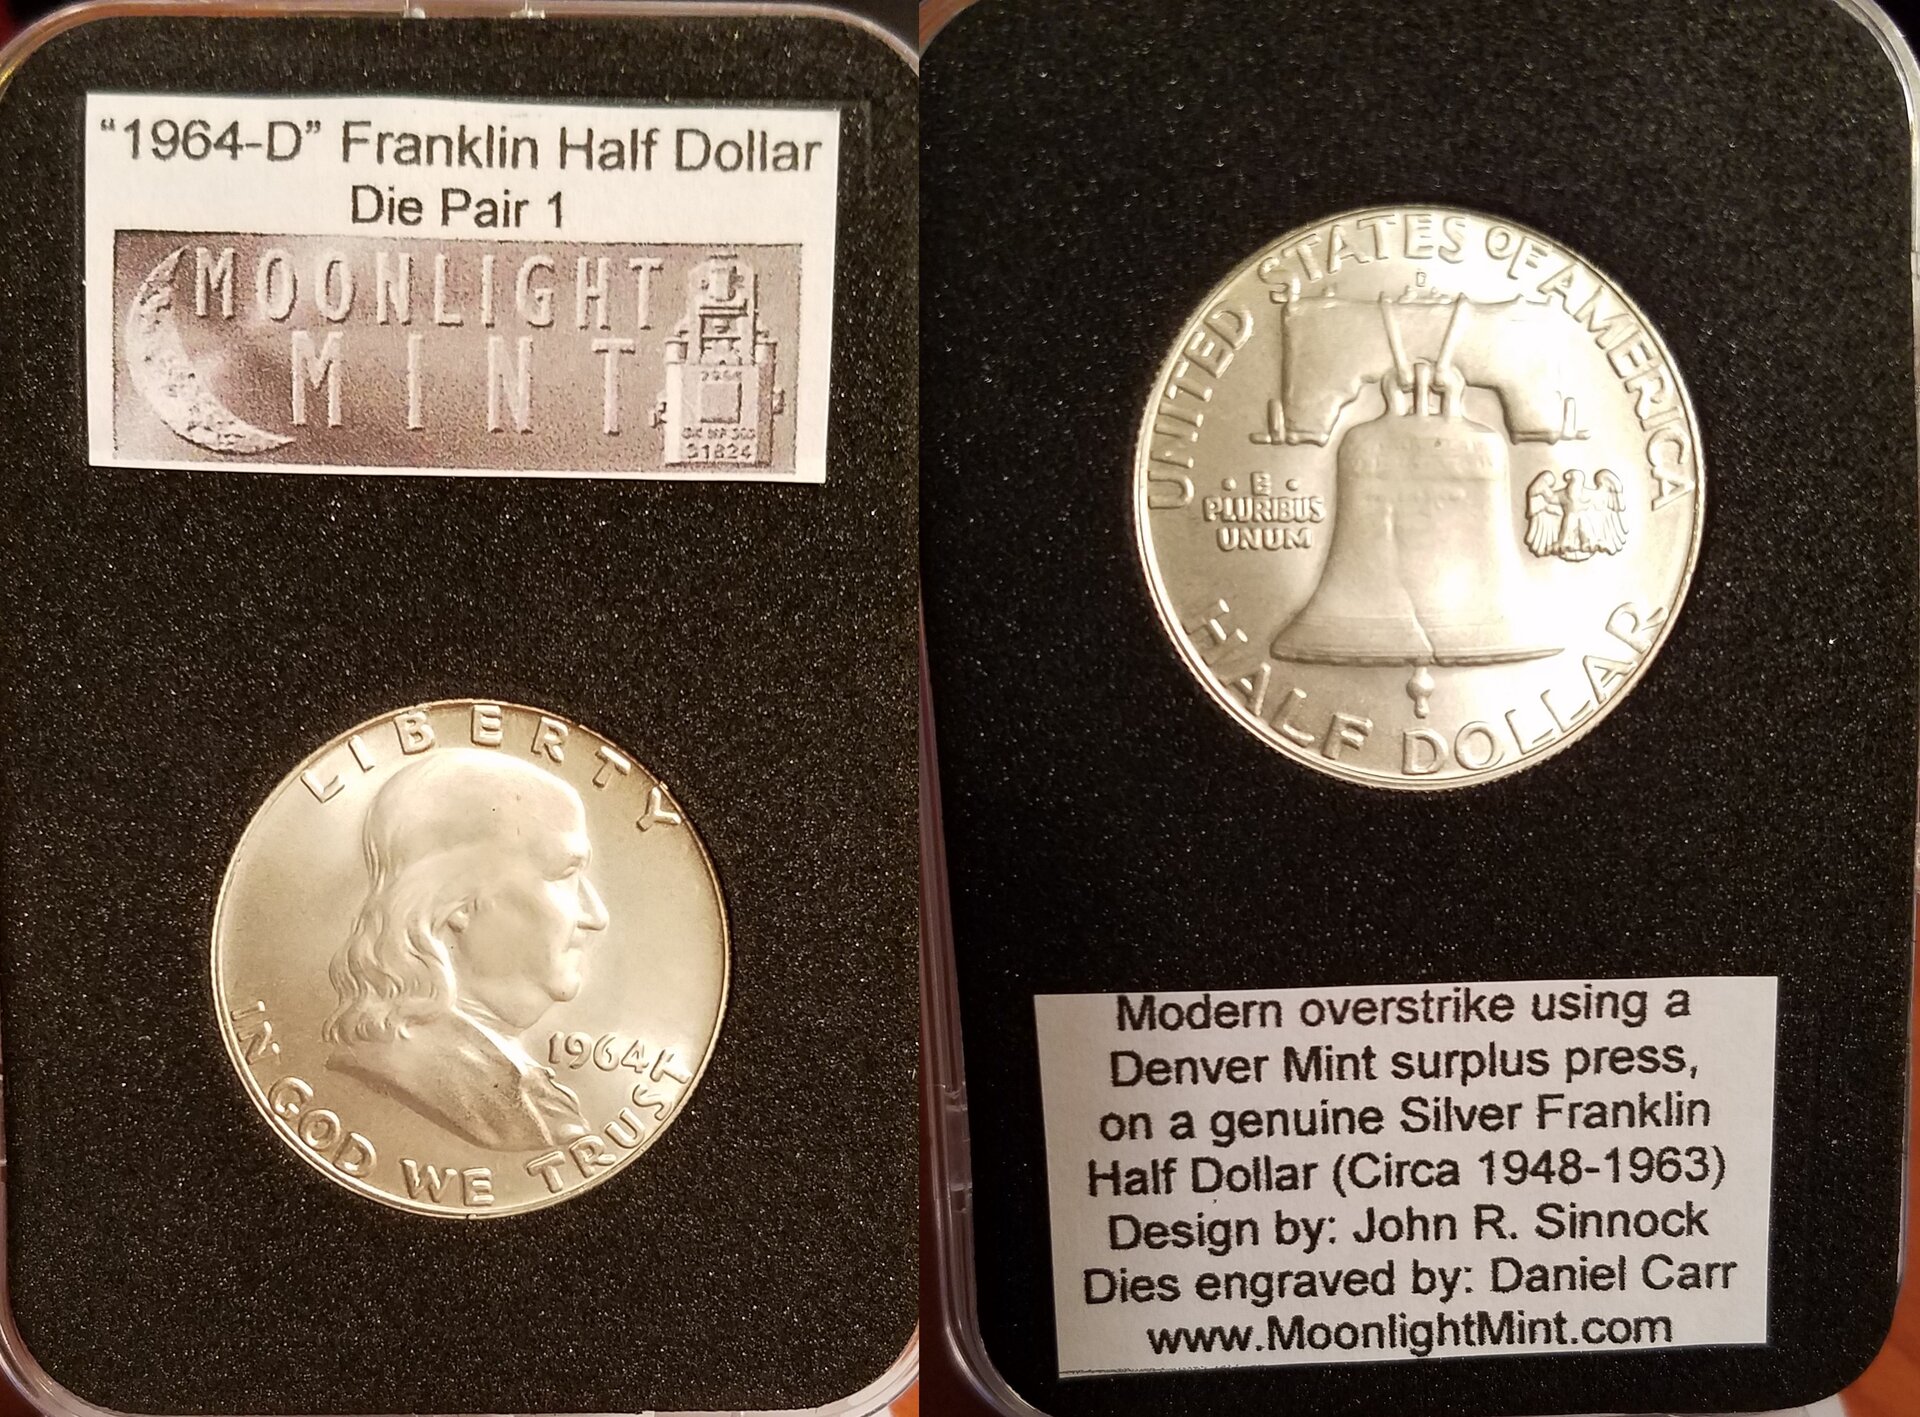 “1964-D” Franklin Half Dollar
Die Pair 1
MOONLIGHT
MINT
31824
LIBERTY
1964
IN GOD WE TRUST
UNITED STATES OF AMERICA
D
· E ·
PLURIBUS
UNUM
HALF DOLLAR
Modern overstrike using a
Denver Mint surplus press,
on a genuine Silver Franklin
Half Dollar (Circa 1948-1963)
Design by: John R. Sinnock
Dies engraved by: Daniel Carr
www.MoonlightMint.com